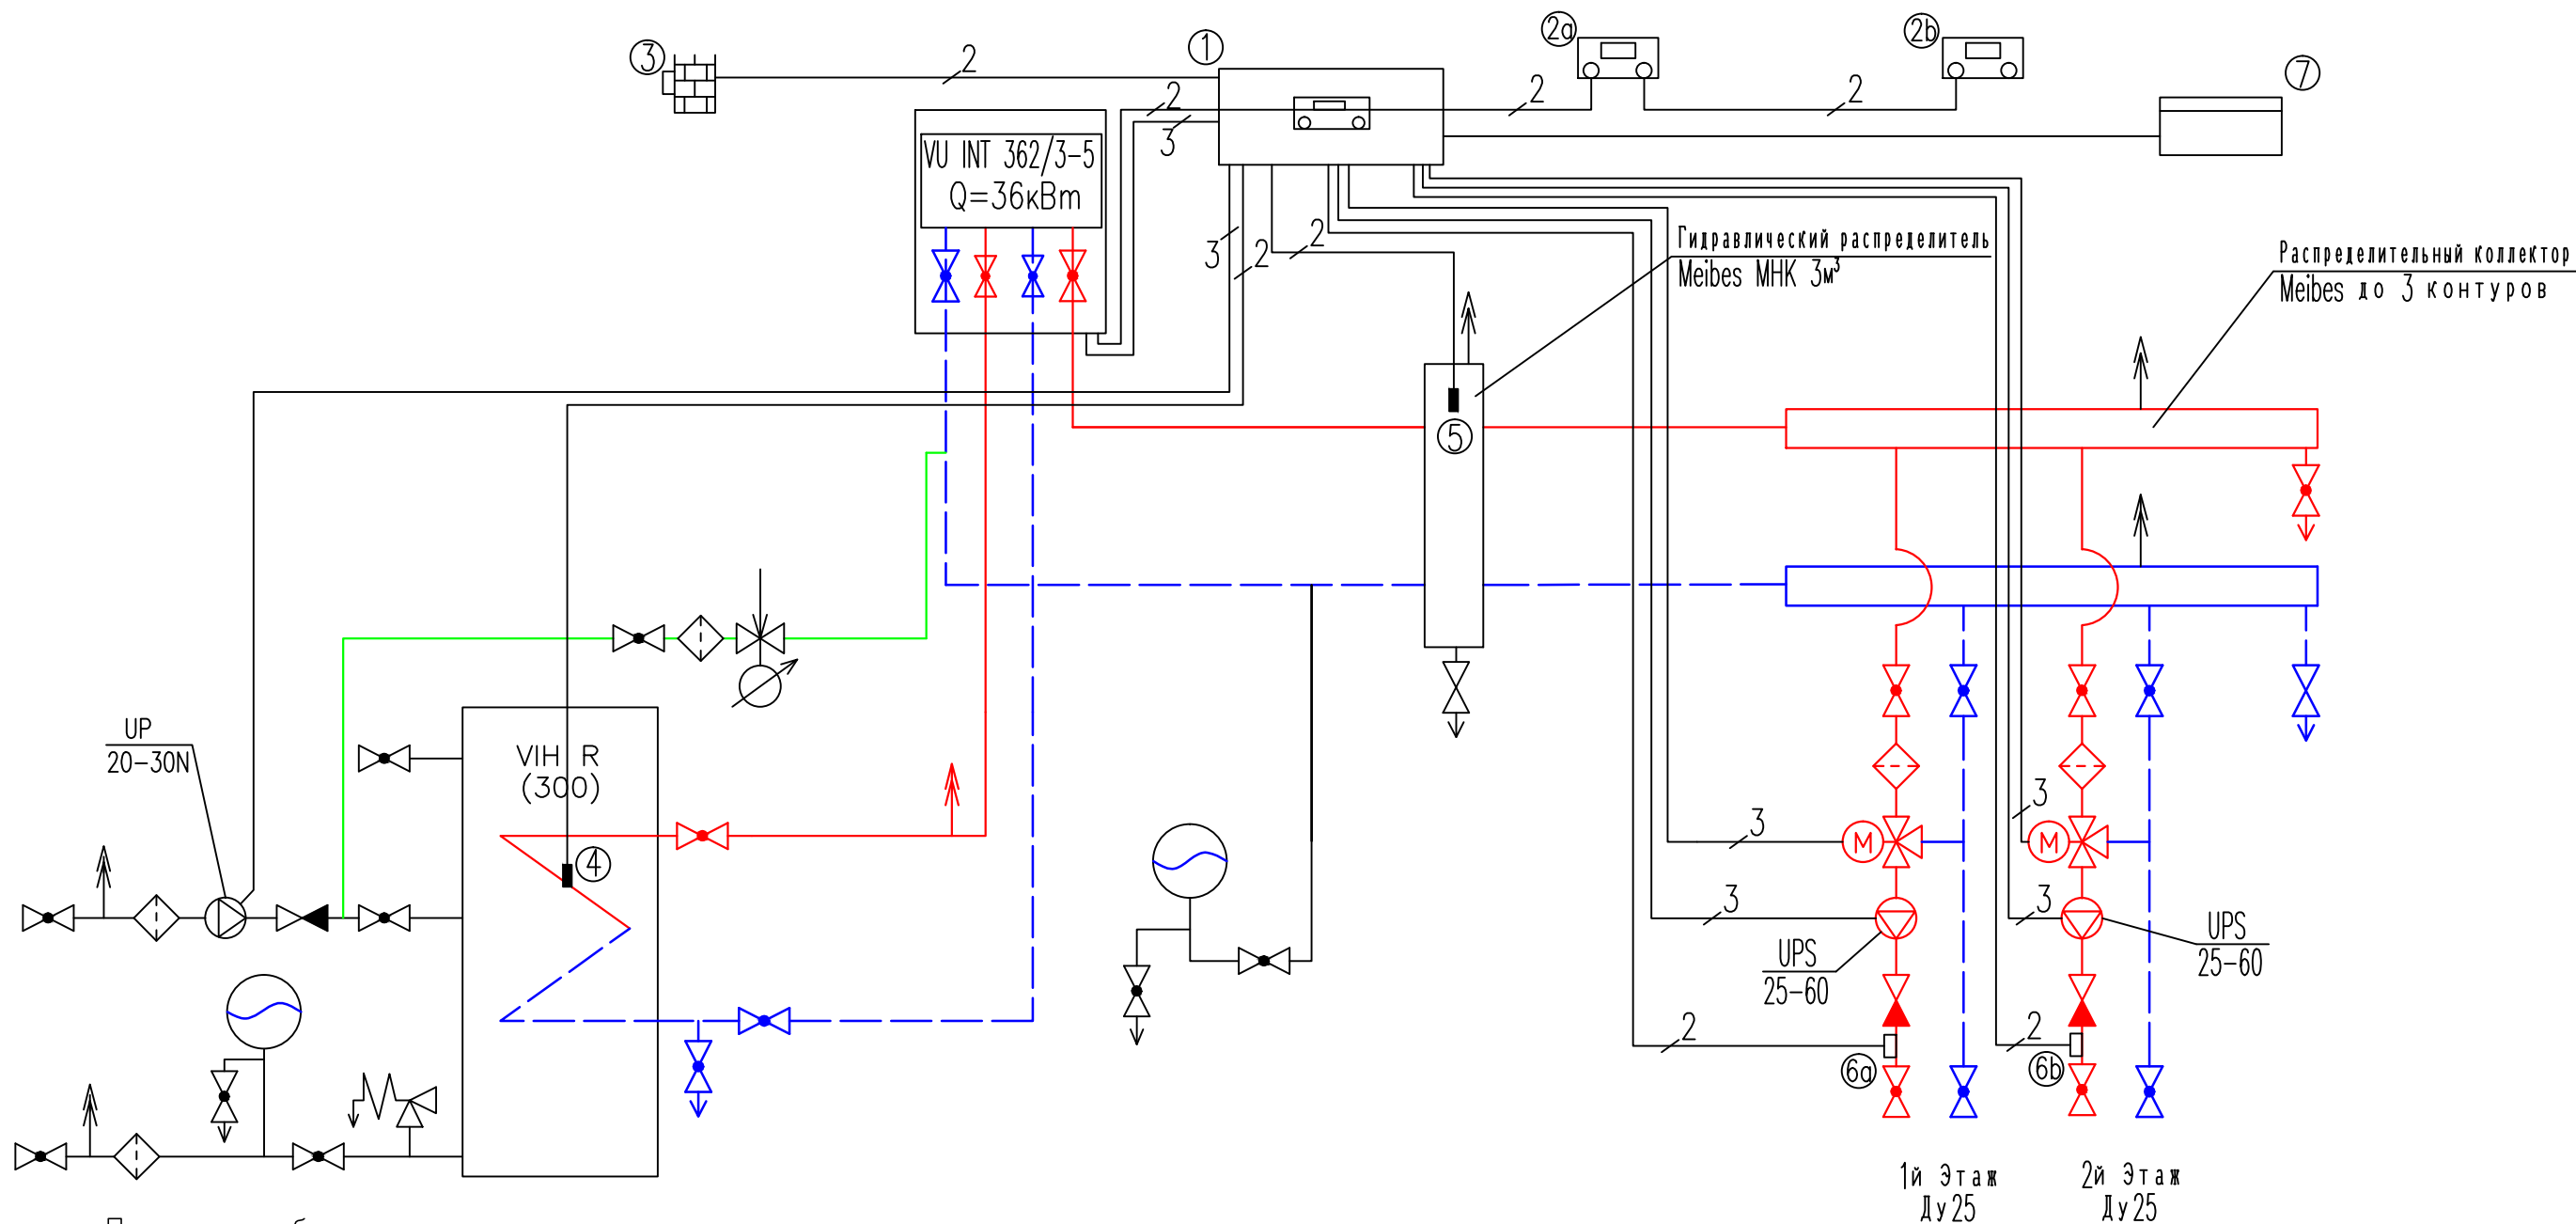 3
2
1
2a
2b
7
2
2
2
3
VU INT 362/3-5
Q=36кВт
3
2
2
Гидравлический распределитель
Meibes МНК 3м³
Распределительный коллектор
Meibes до 3 контуров
5
UP
20-30N
VIH R
(300)
4
3
3
M
M
3
3
UPS
25-60
UPS
25-60
2
2
6a
6b
1й Этаж
Ду25
2й Этаж
Ду25